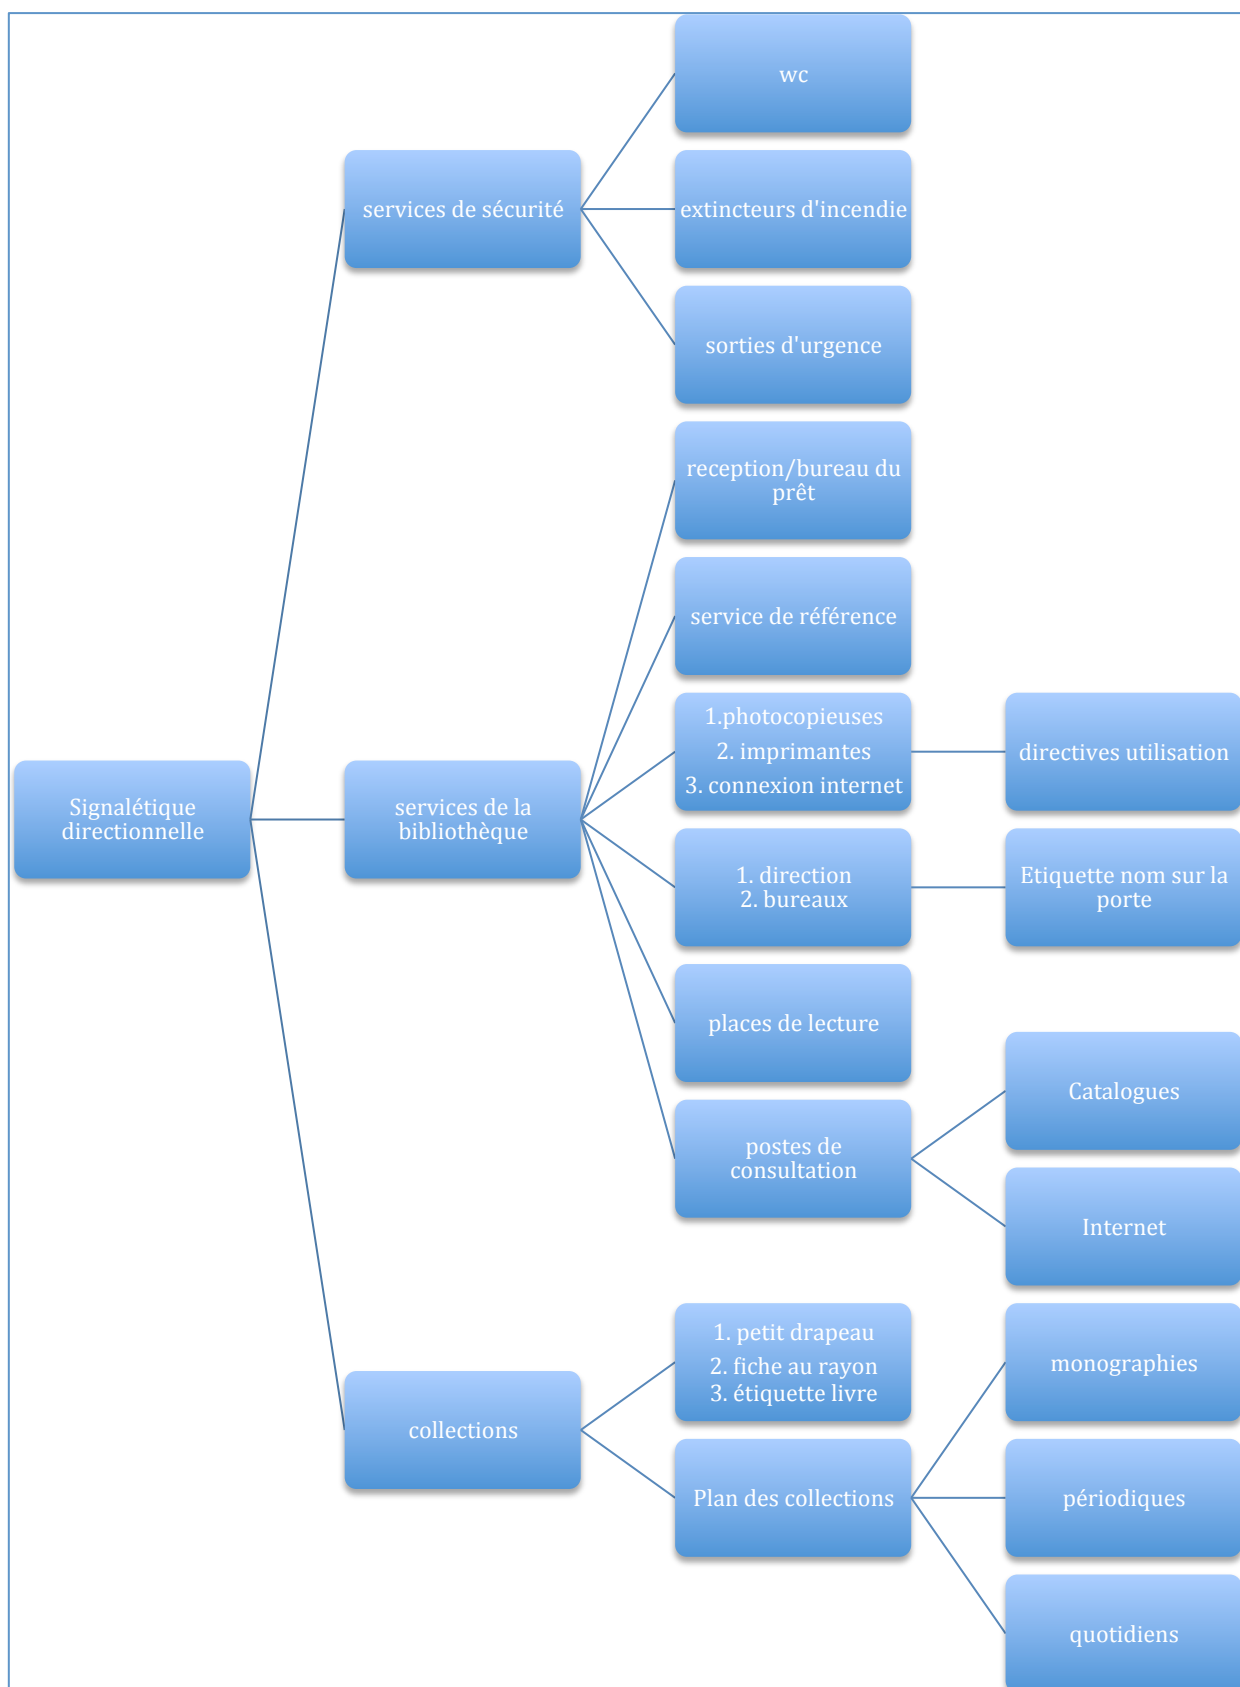 wc
services de sécurité
extincteurs d'incendie
sorties d'urgence
reception/bureau du
prêt
service de référence
1.photocopieuses
2. imprimantes
3. connexion internet
directives utilisation
Signalétique
directionnelle
services de la
bibliothèque
1. direction
2. bureaux
Etiquette nom sur la
porte
places de lecture
postes de
consultation
Catalogues
Internet
collections
1. petit drapeau
2. fiche au rayon
3. étiquette livre
Plan des collections
monographies
périodiques
quotidiens